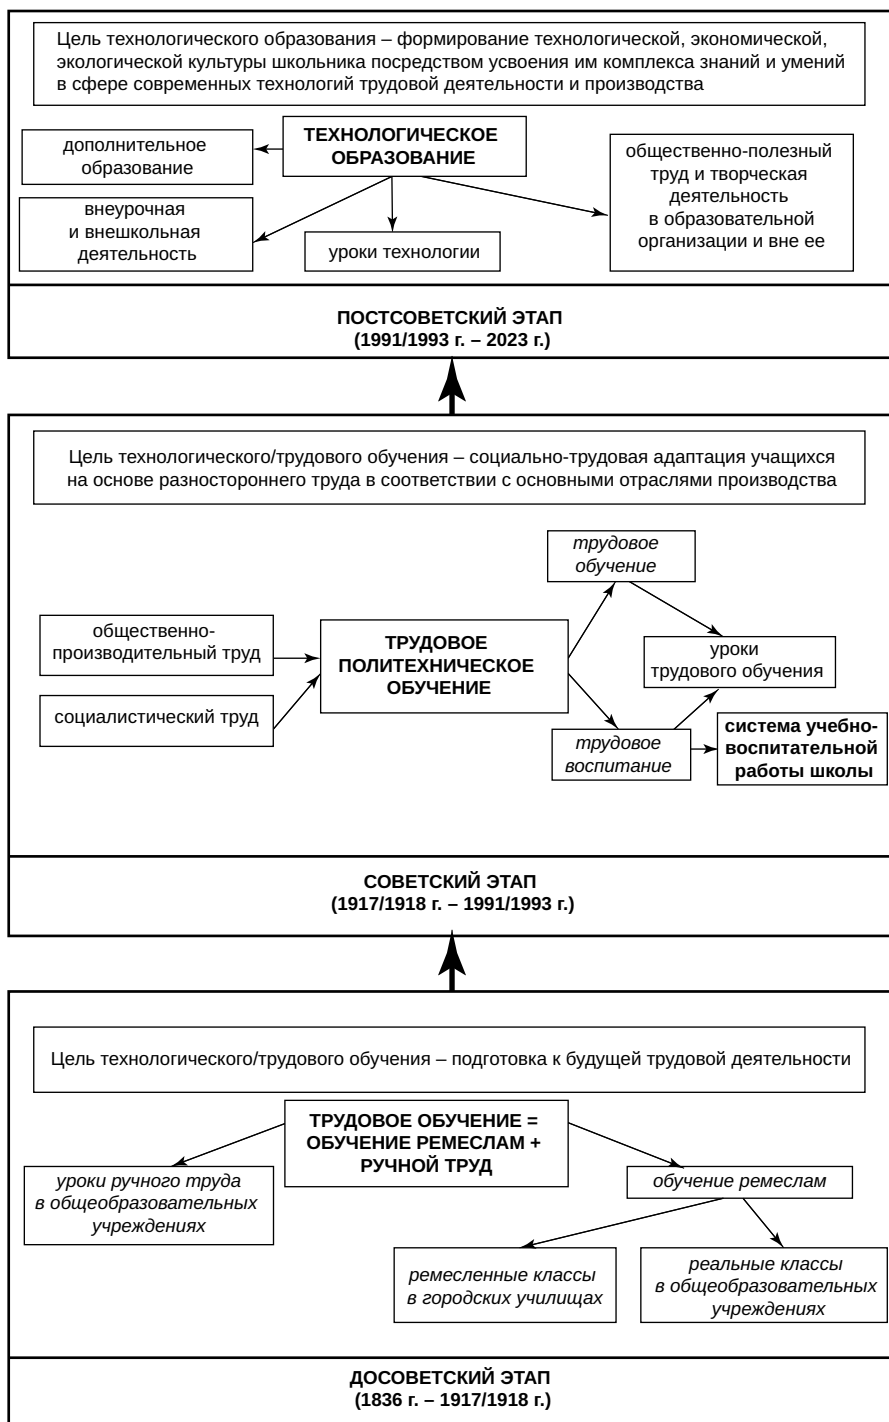 Цель технологического образования – формирование технологической, экономической,
экологической культуры школьника посредством усвоения им комплекса знаний и умений
в сфере современных технологий трудовой деятельности и производства
ТЕХНОЛОГИЧЕСКОЕ
ОБРАЗОВАНИЕ
дополнительное
образование
внеурочная
и внешкольная
деятельность
уроки технологии
общественно-полезный
труд и творческая
деятельность
в образовательной
организации и вне ее
ПОСТСОВЕТСКИЙ ЭТАП
(1991/1993 г. – 2023 г.)
Цель технологического/трудового обучения – социально-трудовая адаптация учащихся
на основе разностороннего труда в соответствии с основными отраслями производства
общественно-
производительный труд
социалистический труд
ТРУДОВОЕ
ПОЛИТЕХНИЧЕСКОЕ
ОБУЧЕНИЕ
трудовое
обучение
уроки
трудового обучения
трудовое
воспитание
система учебно-
воспитательной
работы школы
СОВЕТСКИЙ ЭТАП
(1917/1918 г. – 1991/1993 г.)
Цель технологического/трудового обучения – подготовка к будущей трудовой деятельности
ТРУДОВОЕ ОБУЧЕНИЕ =
ОБУЧЕНИЕ РЕМЕСЛАМ +
РУЧНОЙ ТРУД
уроки ручного труда
в общеобразовательных
учреждениях
обучение ремеслам
ремесленные классы
в городских училищах
реальные классы
в общеобразовательных
учреждениях
ДОСОВЕТСКИЙ ЭТАП
(1836 г. – 1917/1918 г.)